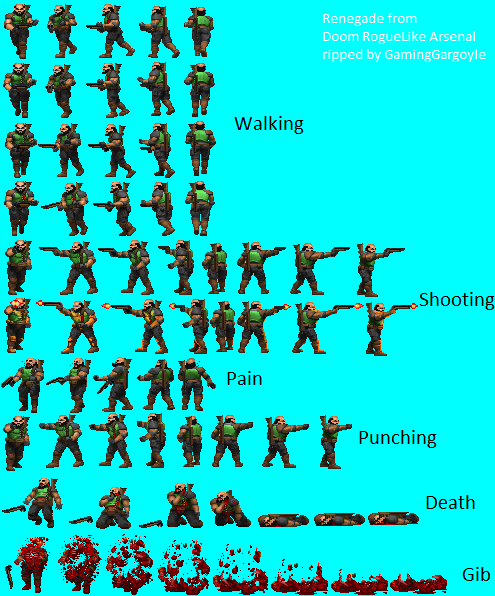 Renegade from
Doom RogueLike Arsenal
ripped by GamingGargoyle
Walking
Shooting
Pain
Punching
Death
Gib